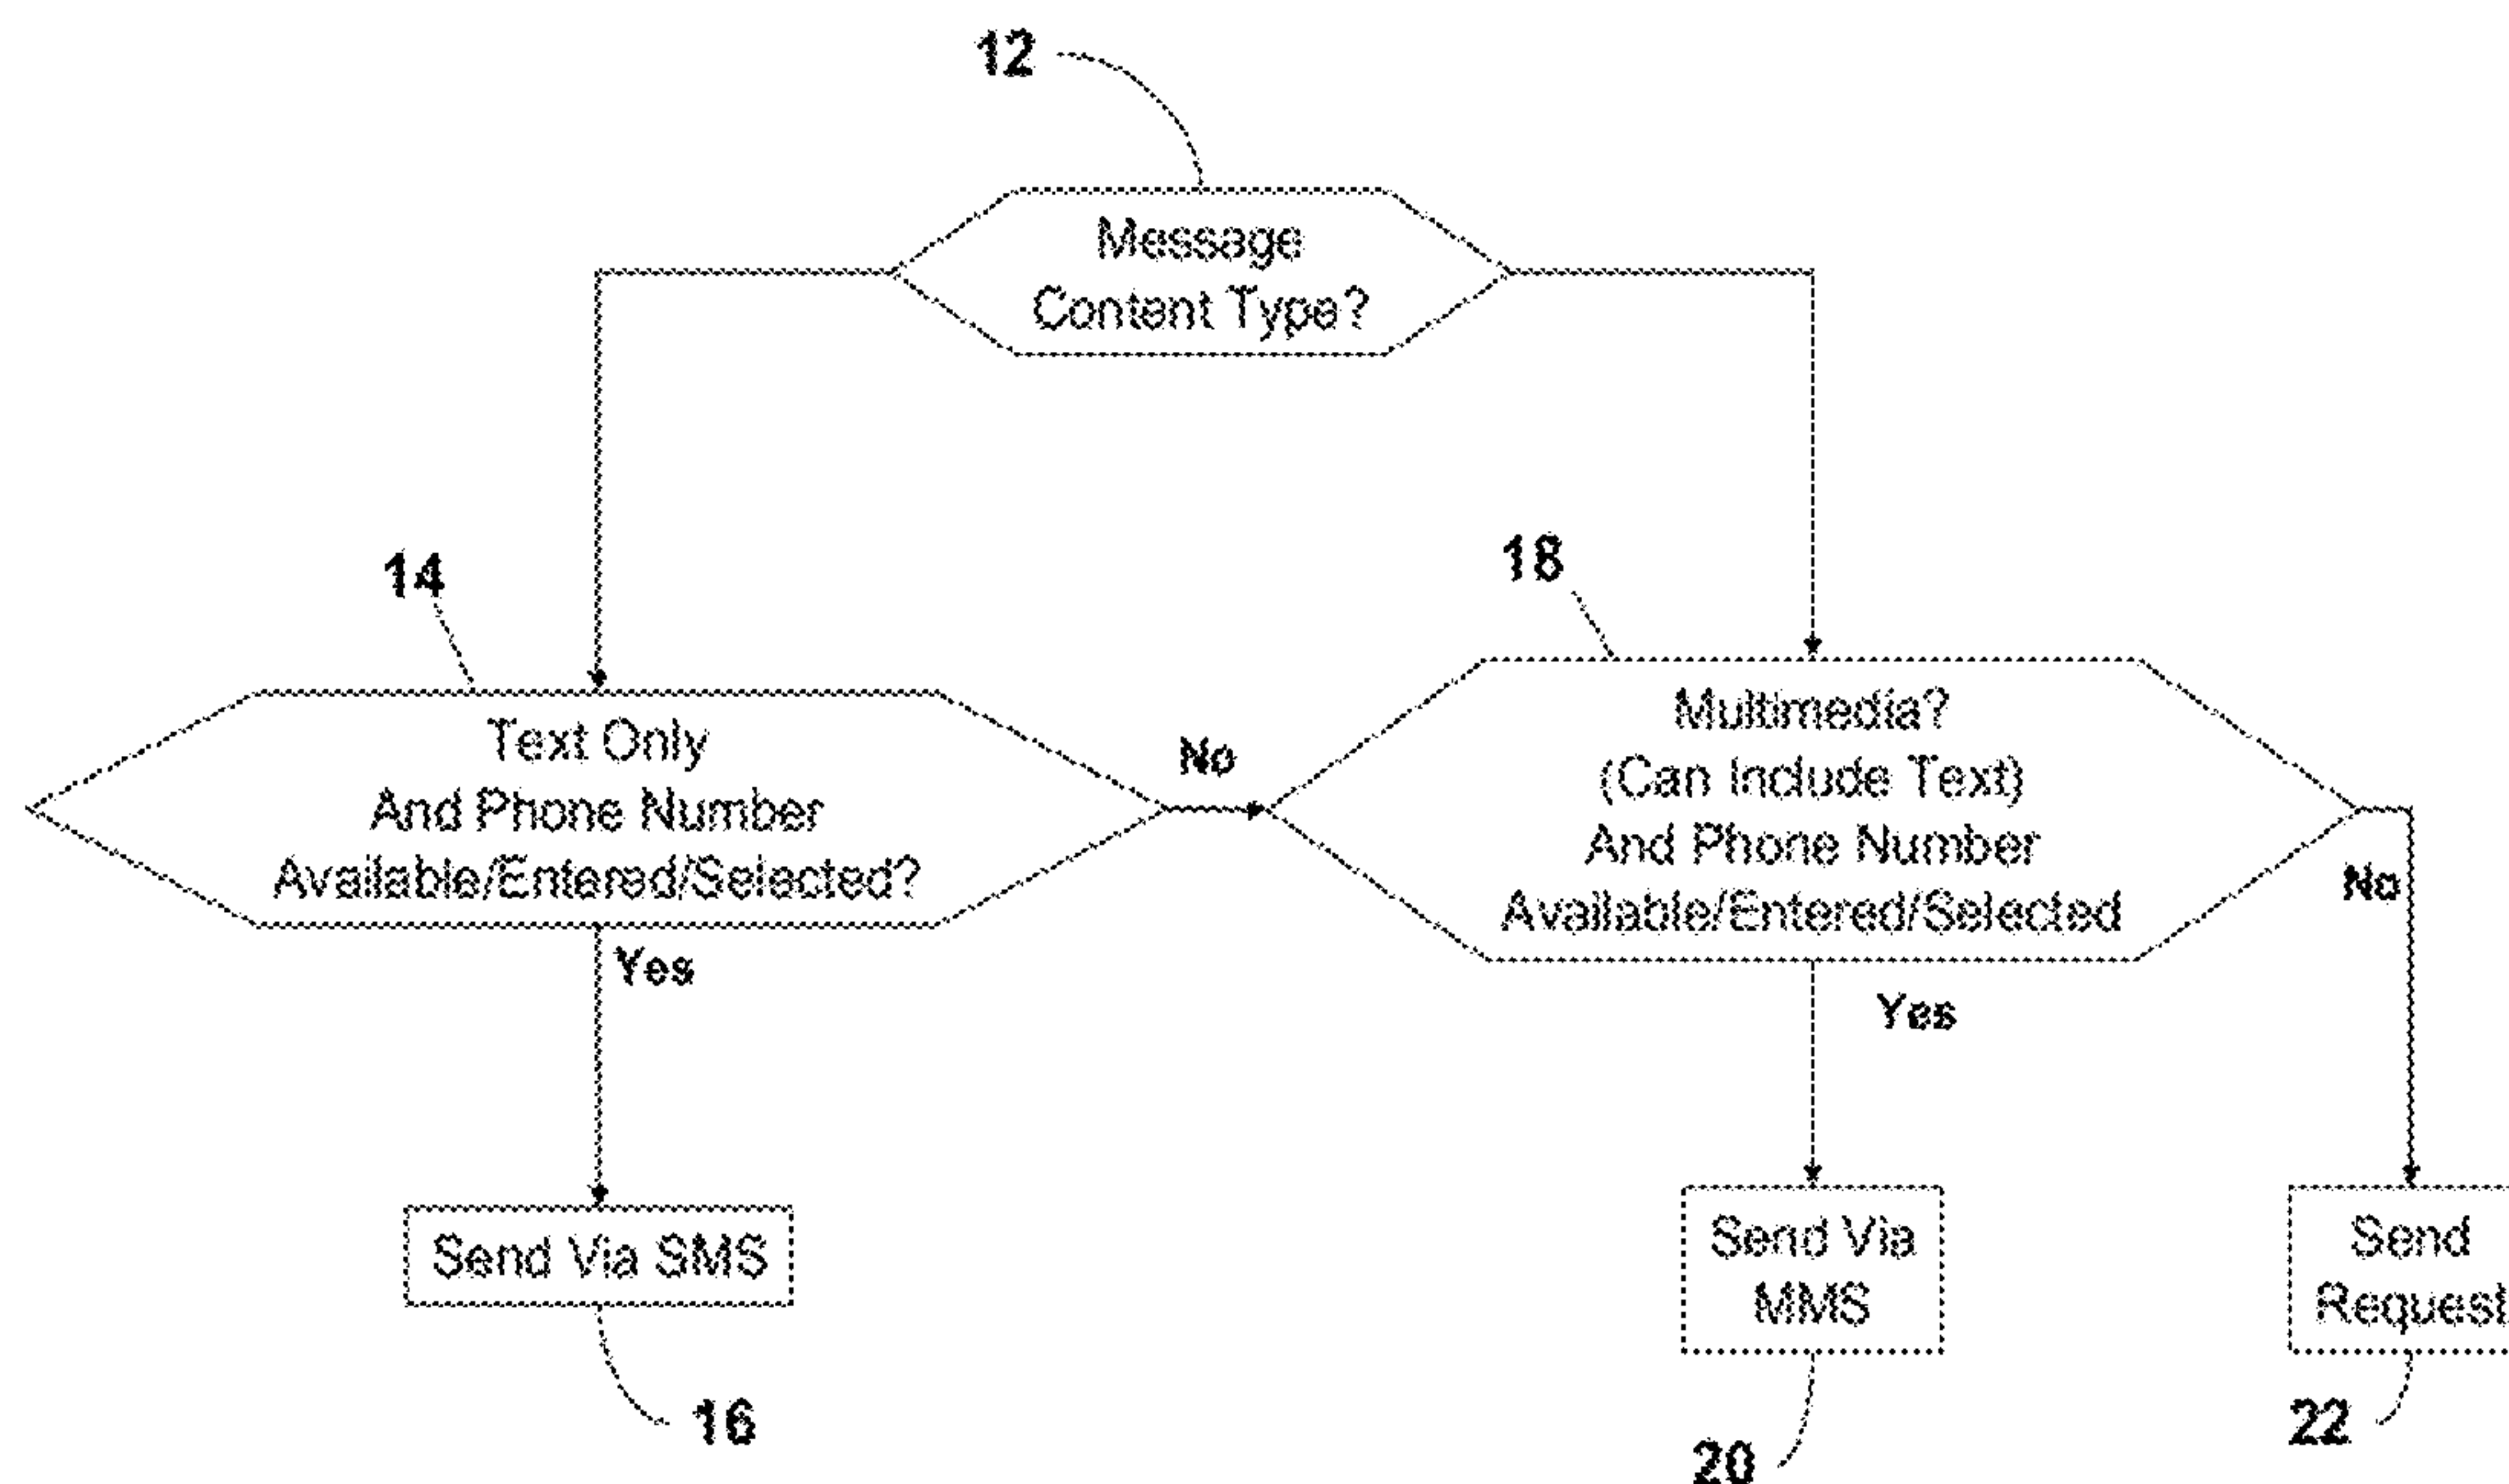 12
Message
Content Type?
14
18
Text Only
And Phone Number
Available/Entered/Selected?
No
Multimedia?
(Can Include Text)
And Phone Number
Available/Entered/Selected
No
Yes
Yes
Send Via SMS
Send Via
MMS
Send
Request
16
20
22